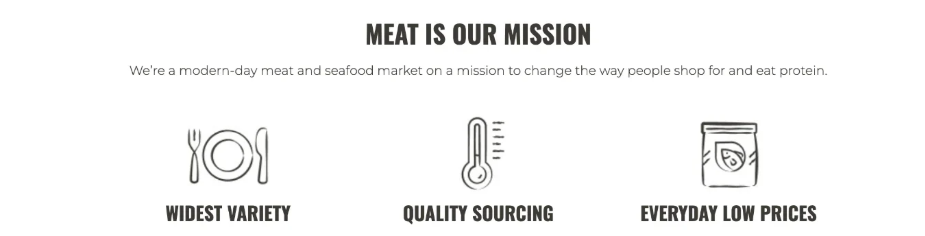 MEAT IS OUR MISSION
We're a modern-day meat and seafood market on a mission to change the way people shop for and eat protein.
WIDEST VARIETY
QUALITY SOURCING
EVERYDAY LOW PRICES